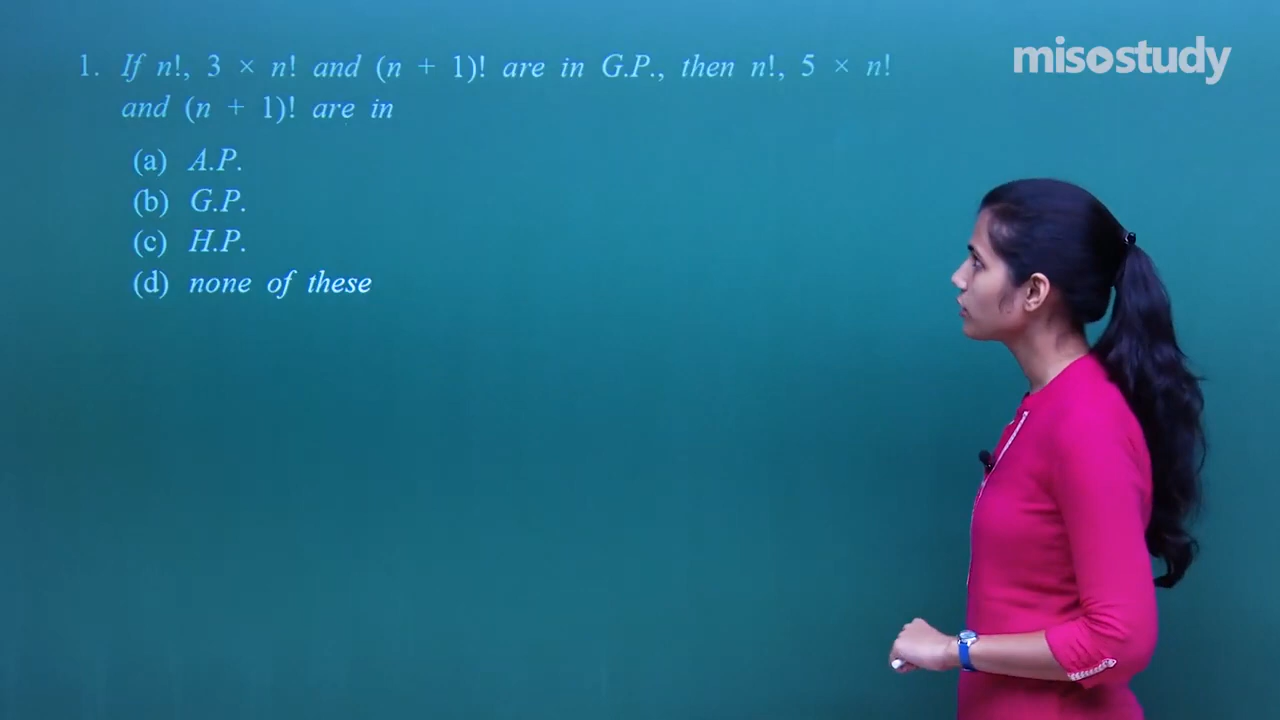 misostudy
1. If n!, 3 × n! and (n + 1)! are in G.P., then n!, 5 × n!
and (n + 1)! are in
(a) A.P.
(b) G.P.
(c) H.P.
(d) none of these